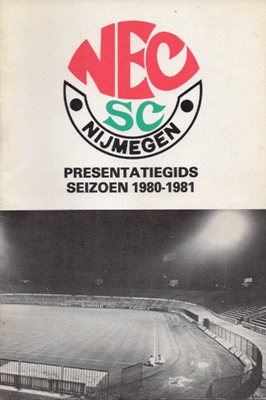 NEC
SC
NIJMEGEN
PRESENTATIEGIDS
SEIZOEN 1980-1981